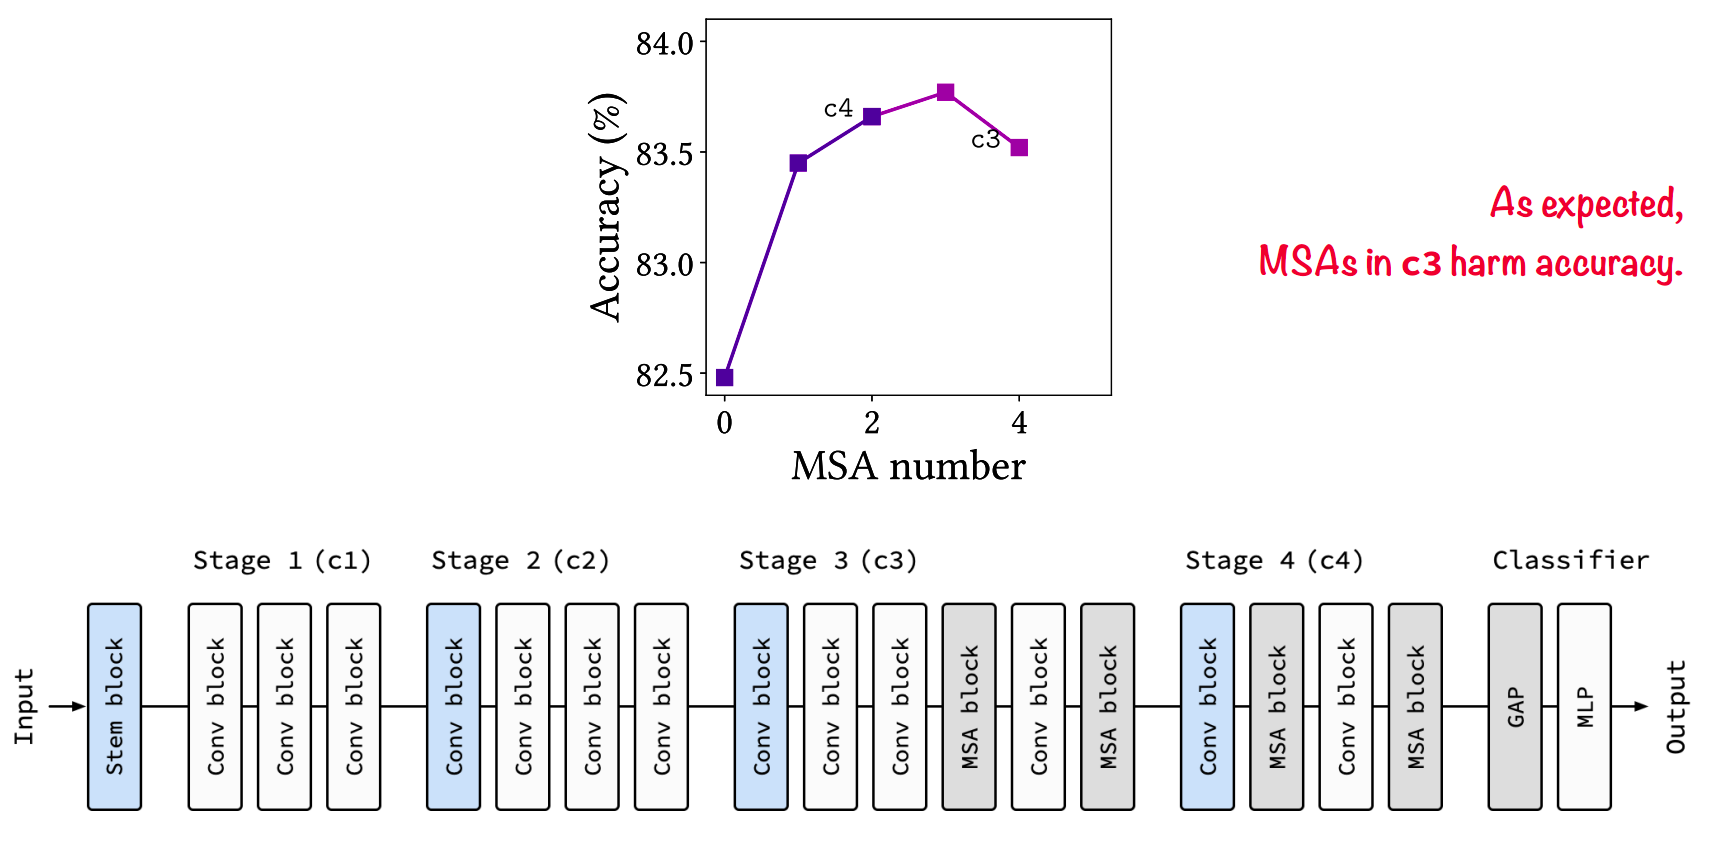 84.0
83.5
83.0
82.5
Accuracy (%)
c4
c3
0 2 4
MSA number
As expected,
MSAs in c3 harm accuracy.
Stage 1 (c1)
Stage 2 (c2)
Stage 3 (c3)
Stage 4 (c4)
Classifier
Input
Stem block
Conv block
Conv block
Conv block
Conv block
Conv block
Conv block
Conv block
Conv block
Conv block
Conv block
MSA block
Conv block
MSA block
Conv block
MSA block
Conv block
MSA block
GAP
MLP
Output